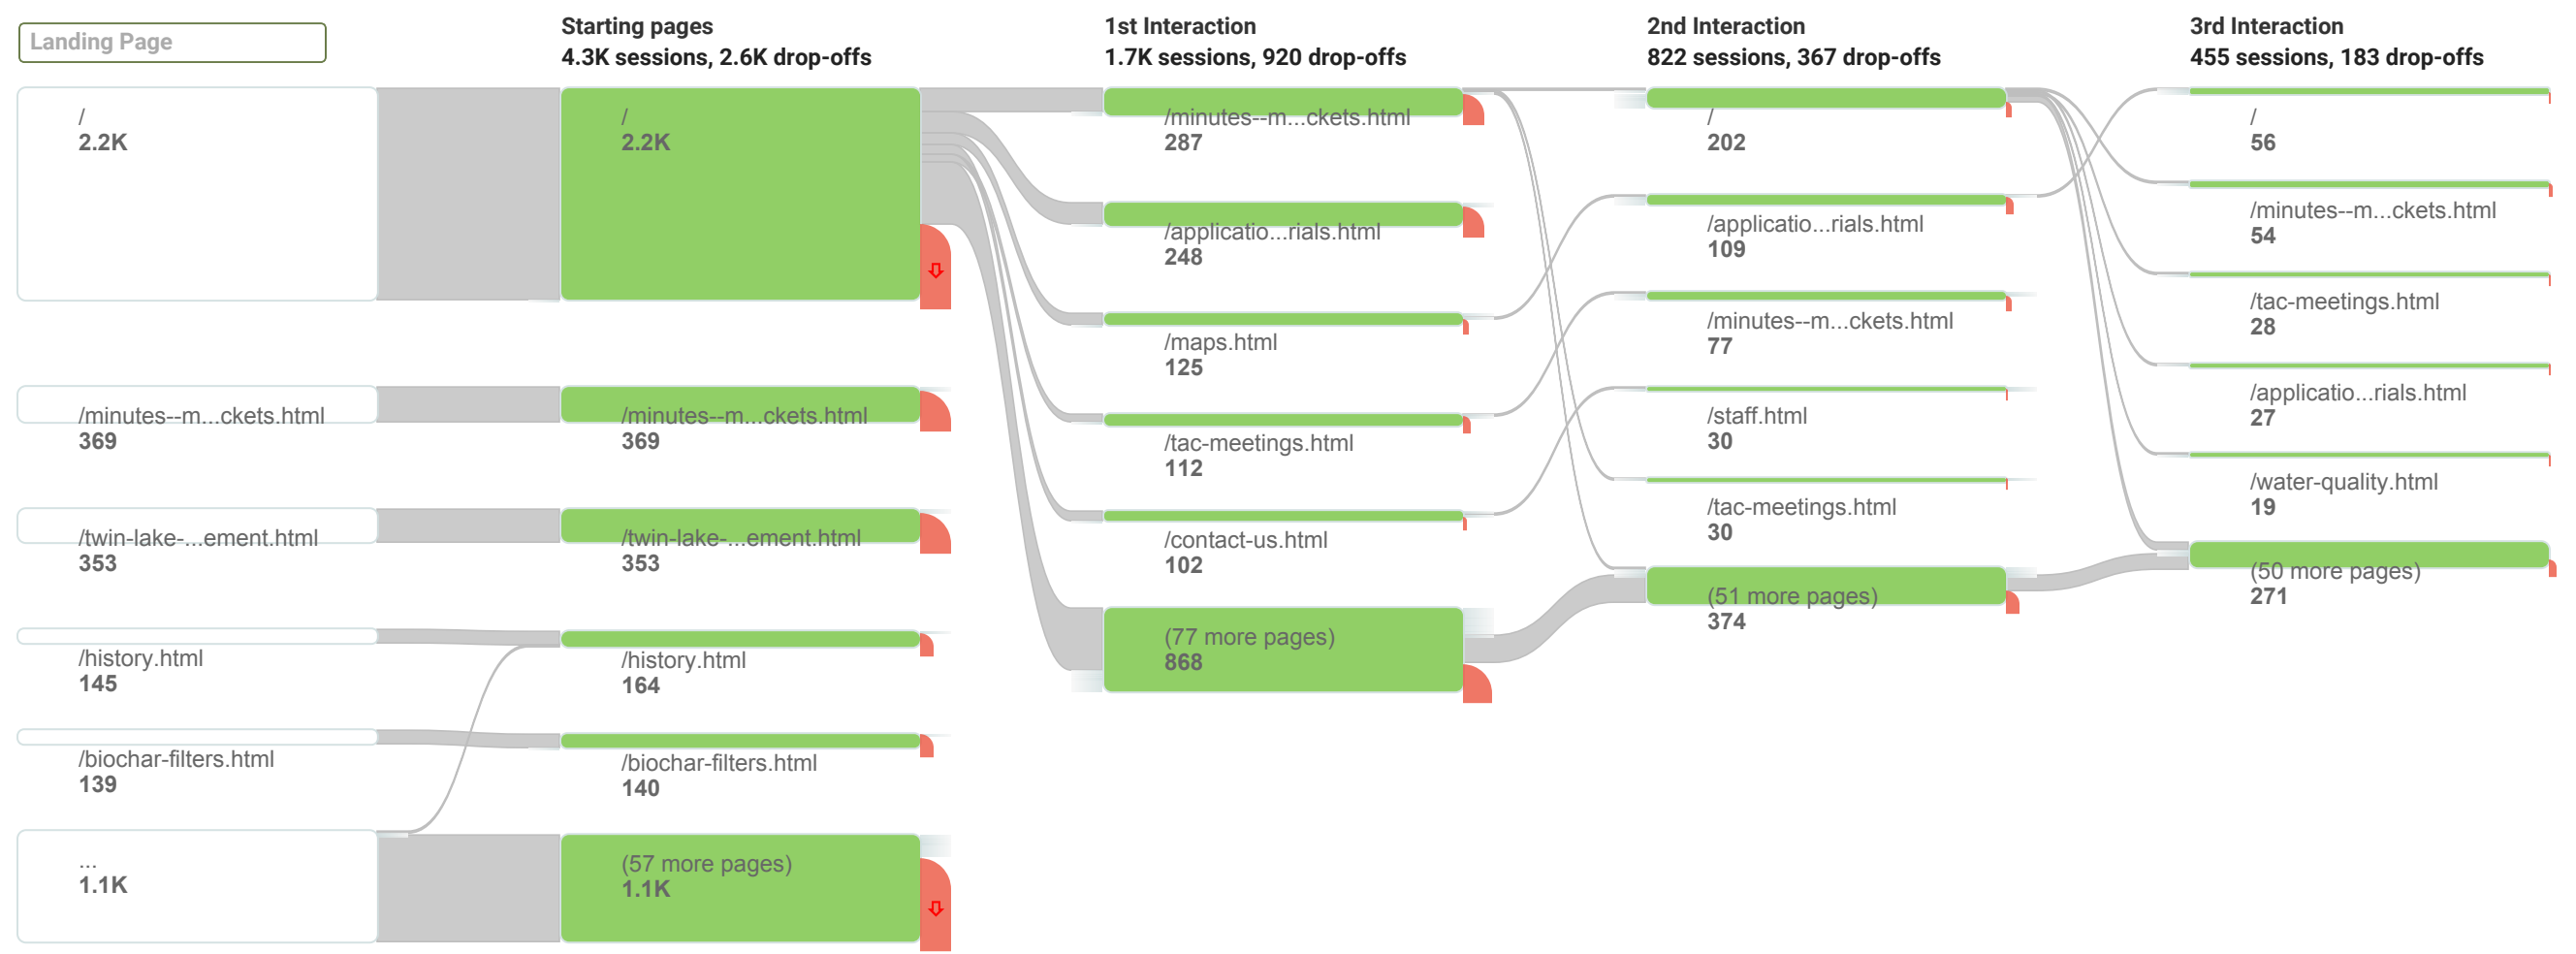 Landing Page
Starting pages
4.3K sessions, 2.6K drop-offs
1st Interaction
1.7K sessions, 920 drop-offs
2nd Interaction
822 sessions, 367 drop-offs
3rd Interaction
455 sessions, 183 drop-offs
/
2.2K
/minutes--m...ckets.html
369
/twin-lake-...ement.html
353
/history.html
145
/biochar-filters.html
139
...
1.1K
/
2.2K
/minutes--m...ckets.html
369
/twin-lake-...ement.html
353
/history.html
164
/biochar-filters.html
140
(57 more pages)
1.1K
/minutes--m...ckets.html
287
/applicatio...rials.html
248
/maps.html
125
/tac-meetings.html
112
/contact-us.html
102
(77 more pages)
868
/
202
/applicatio...rials.html
109
/minutes--m...ckets.html
77
/staff.html
30
/tac-meetings.html
30
(51 more pages)
374
/
56
/minutes--m...ckets.html
54
/tac-meetings.html
28
/applicatio...rials.html
27
/water-quality.html
19
(50 more pages)
271